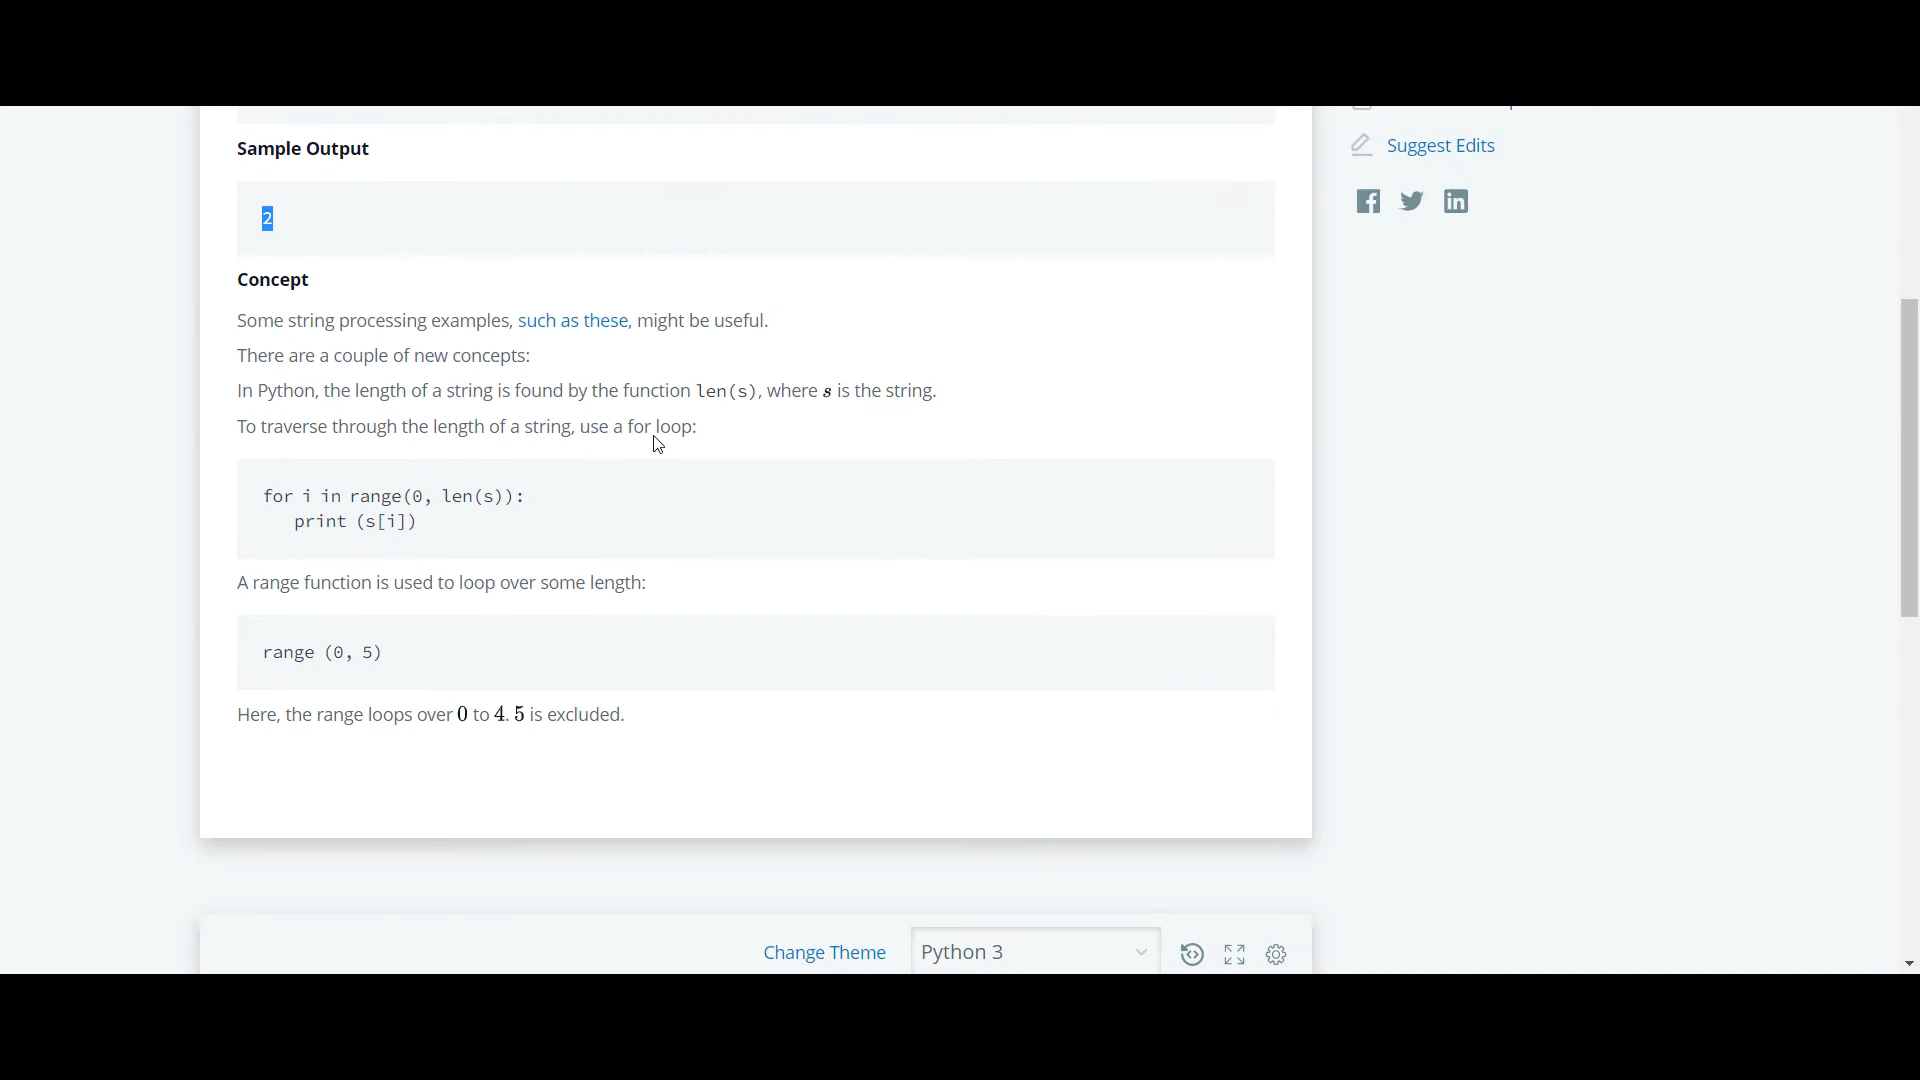 Sample Output
Suggest Edits
2
Concept
Some string processing examples, such as these, might be useful.
There are a couple of new concepts:
In Python, the length of a string is found by the function len(s), where s is the string.
To traverse through the length of a string, use a for loop:
for i in range(0, len(s)):
print (s[i])
A range function is used to loop over some length:
range (0, 5)
Here, the range loops over 0 to 4. 5 is excluded.
Change Theme
Python 3